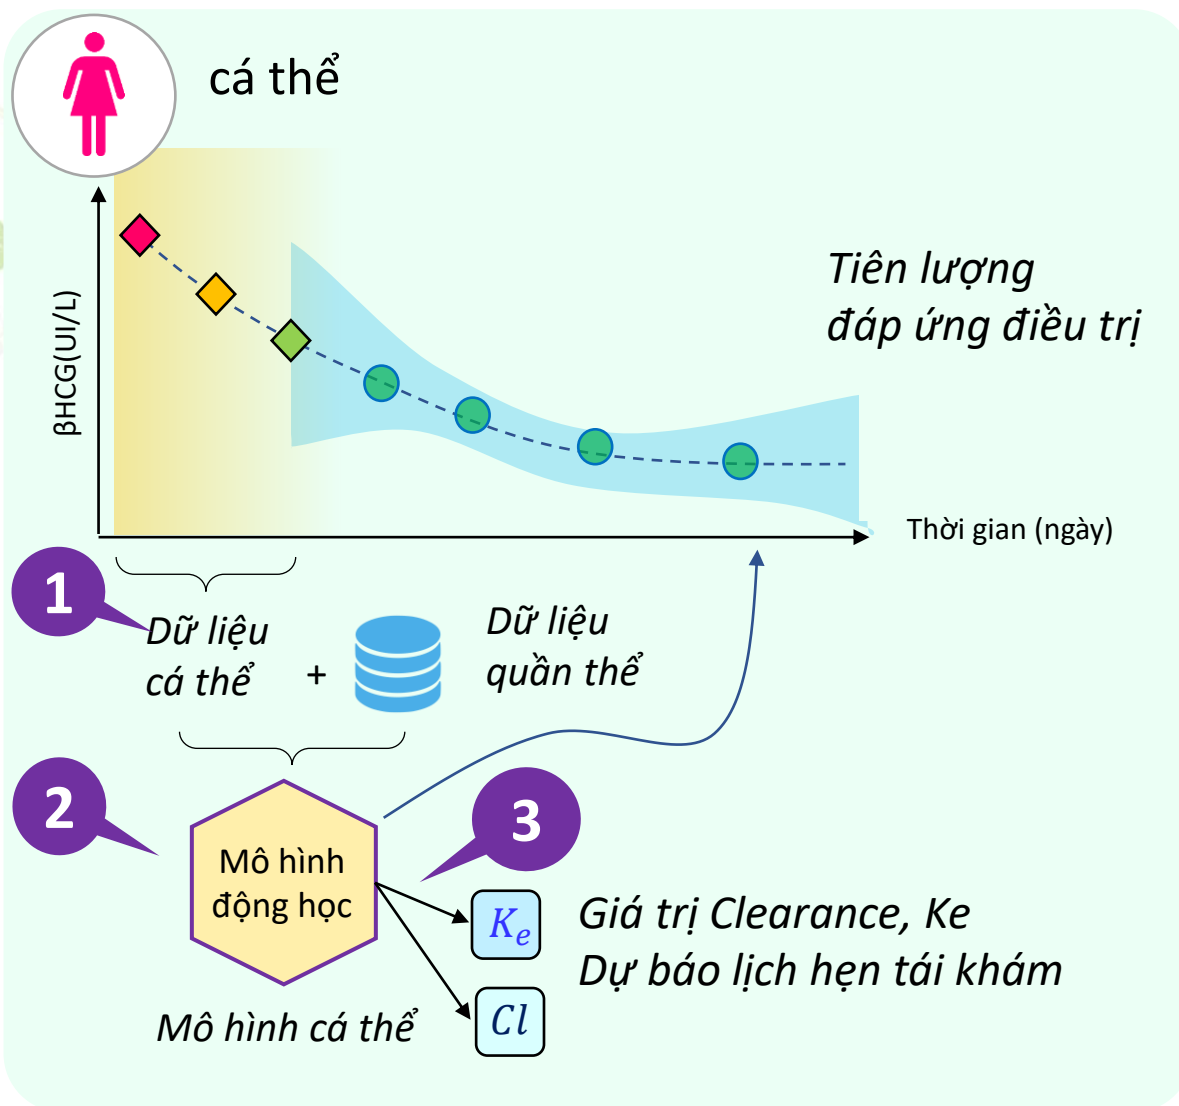 cá thể
βHCG(UI/L)
Tiên lượng
đáp ứng điều trị
Thời gian (ngày)
1
Dữ liệu
cá thể
+
Dữ liệu
quần thể
2
Mô hình
động học
3
Ke
Giá trị Clearance, Ke
Dự báo lịch hẹn tái khám
Cl
Mô hình cá thể